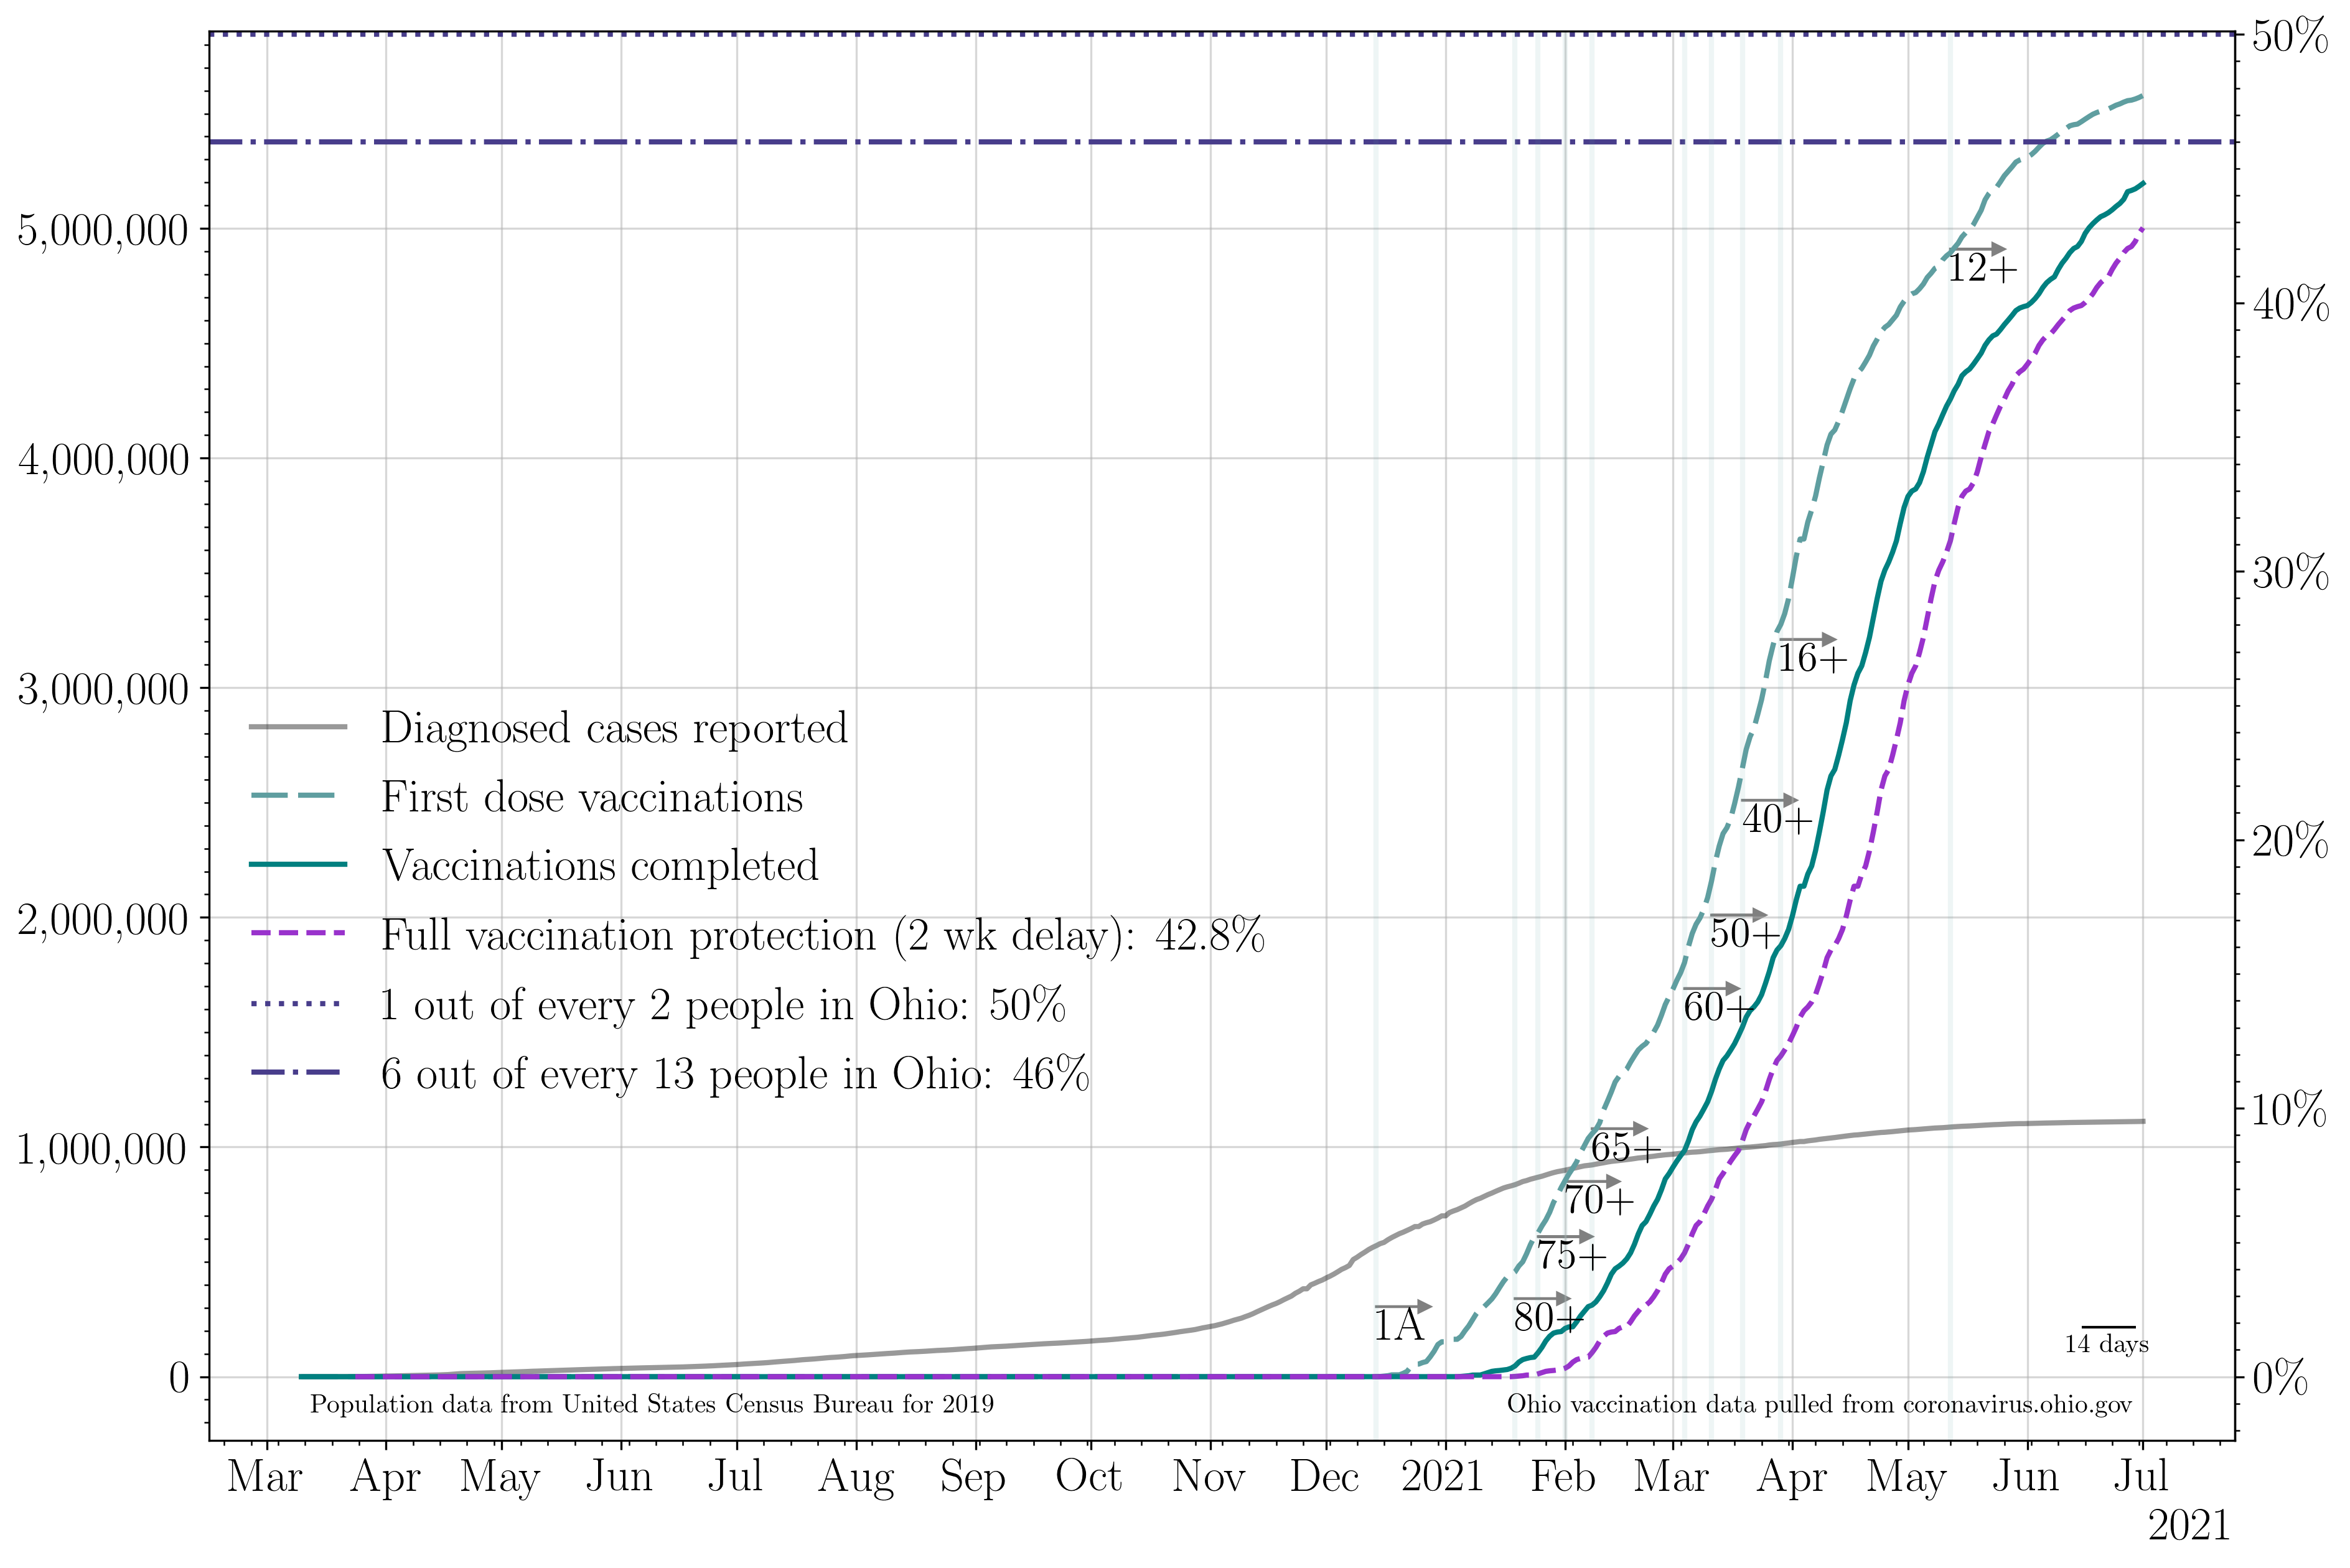 50%
40%
30%
20%
10%
0%
5,000,000
4,000,000
3,000,000
2,000,000
1,000,000
0
Diagnosed cases reported
First dose vaccinations
Vaccinations completed
Full vaccination protection (2 wk delay): 42.8%
1 out of every 2 people in Ohio: 50%
6 out of every 13 people in Ohio: 46%
12+
16+
40+
50+
60+
65+
70+
75+
80+
1A
14 days
Population data from United States Census Bureau for 2019
Ohio vaccination data pulled from coronavirus.ohio.gov
Mar Apr May Jun Jul Aug Sep Oct Nov Dec 2021 Feb Mar Apr May Jun Jul
2021